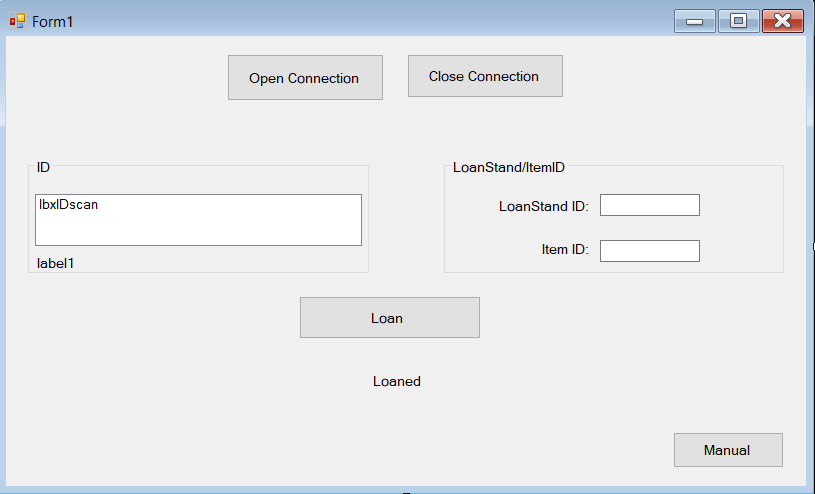 Form1
Open Connection
Close Connection
ID
lbxIDscan
label1
LoanStand/ItemID
LoanStand ID:
Item ID:
Loan
Loaned
Manual